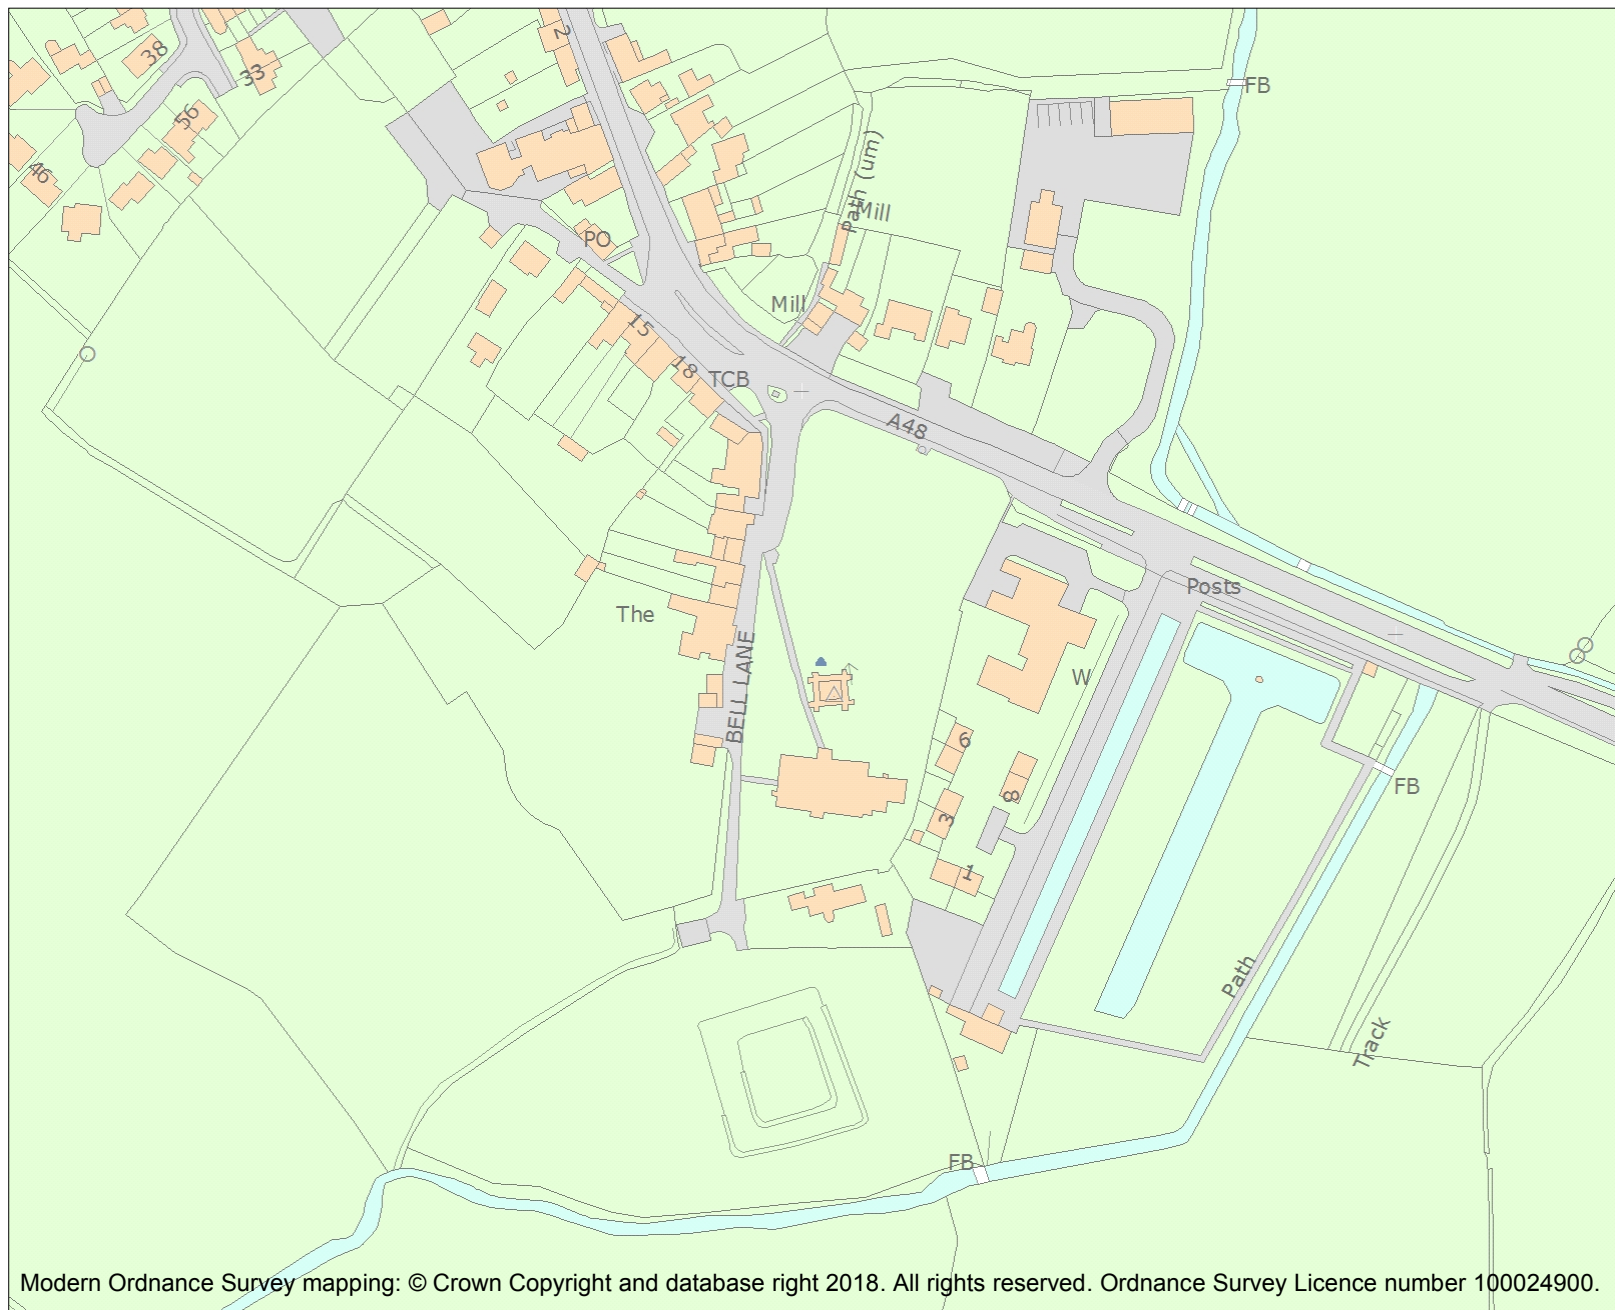 2
38
33
FB
56
Path (um)
46
Mill
PO
Mill
15
18
TCB
A48
Posts
The
BELL LANE
W
6
FB
8
3
1
Path
Track
FB
Modern Ordnance Survey mapping: © Crown Copyright and database right 2018. All rights reserved. Ordnance Survey Licence number 100024900.